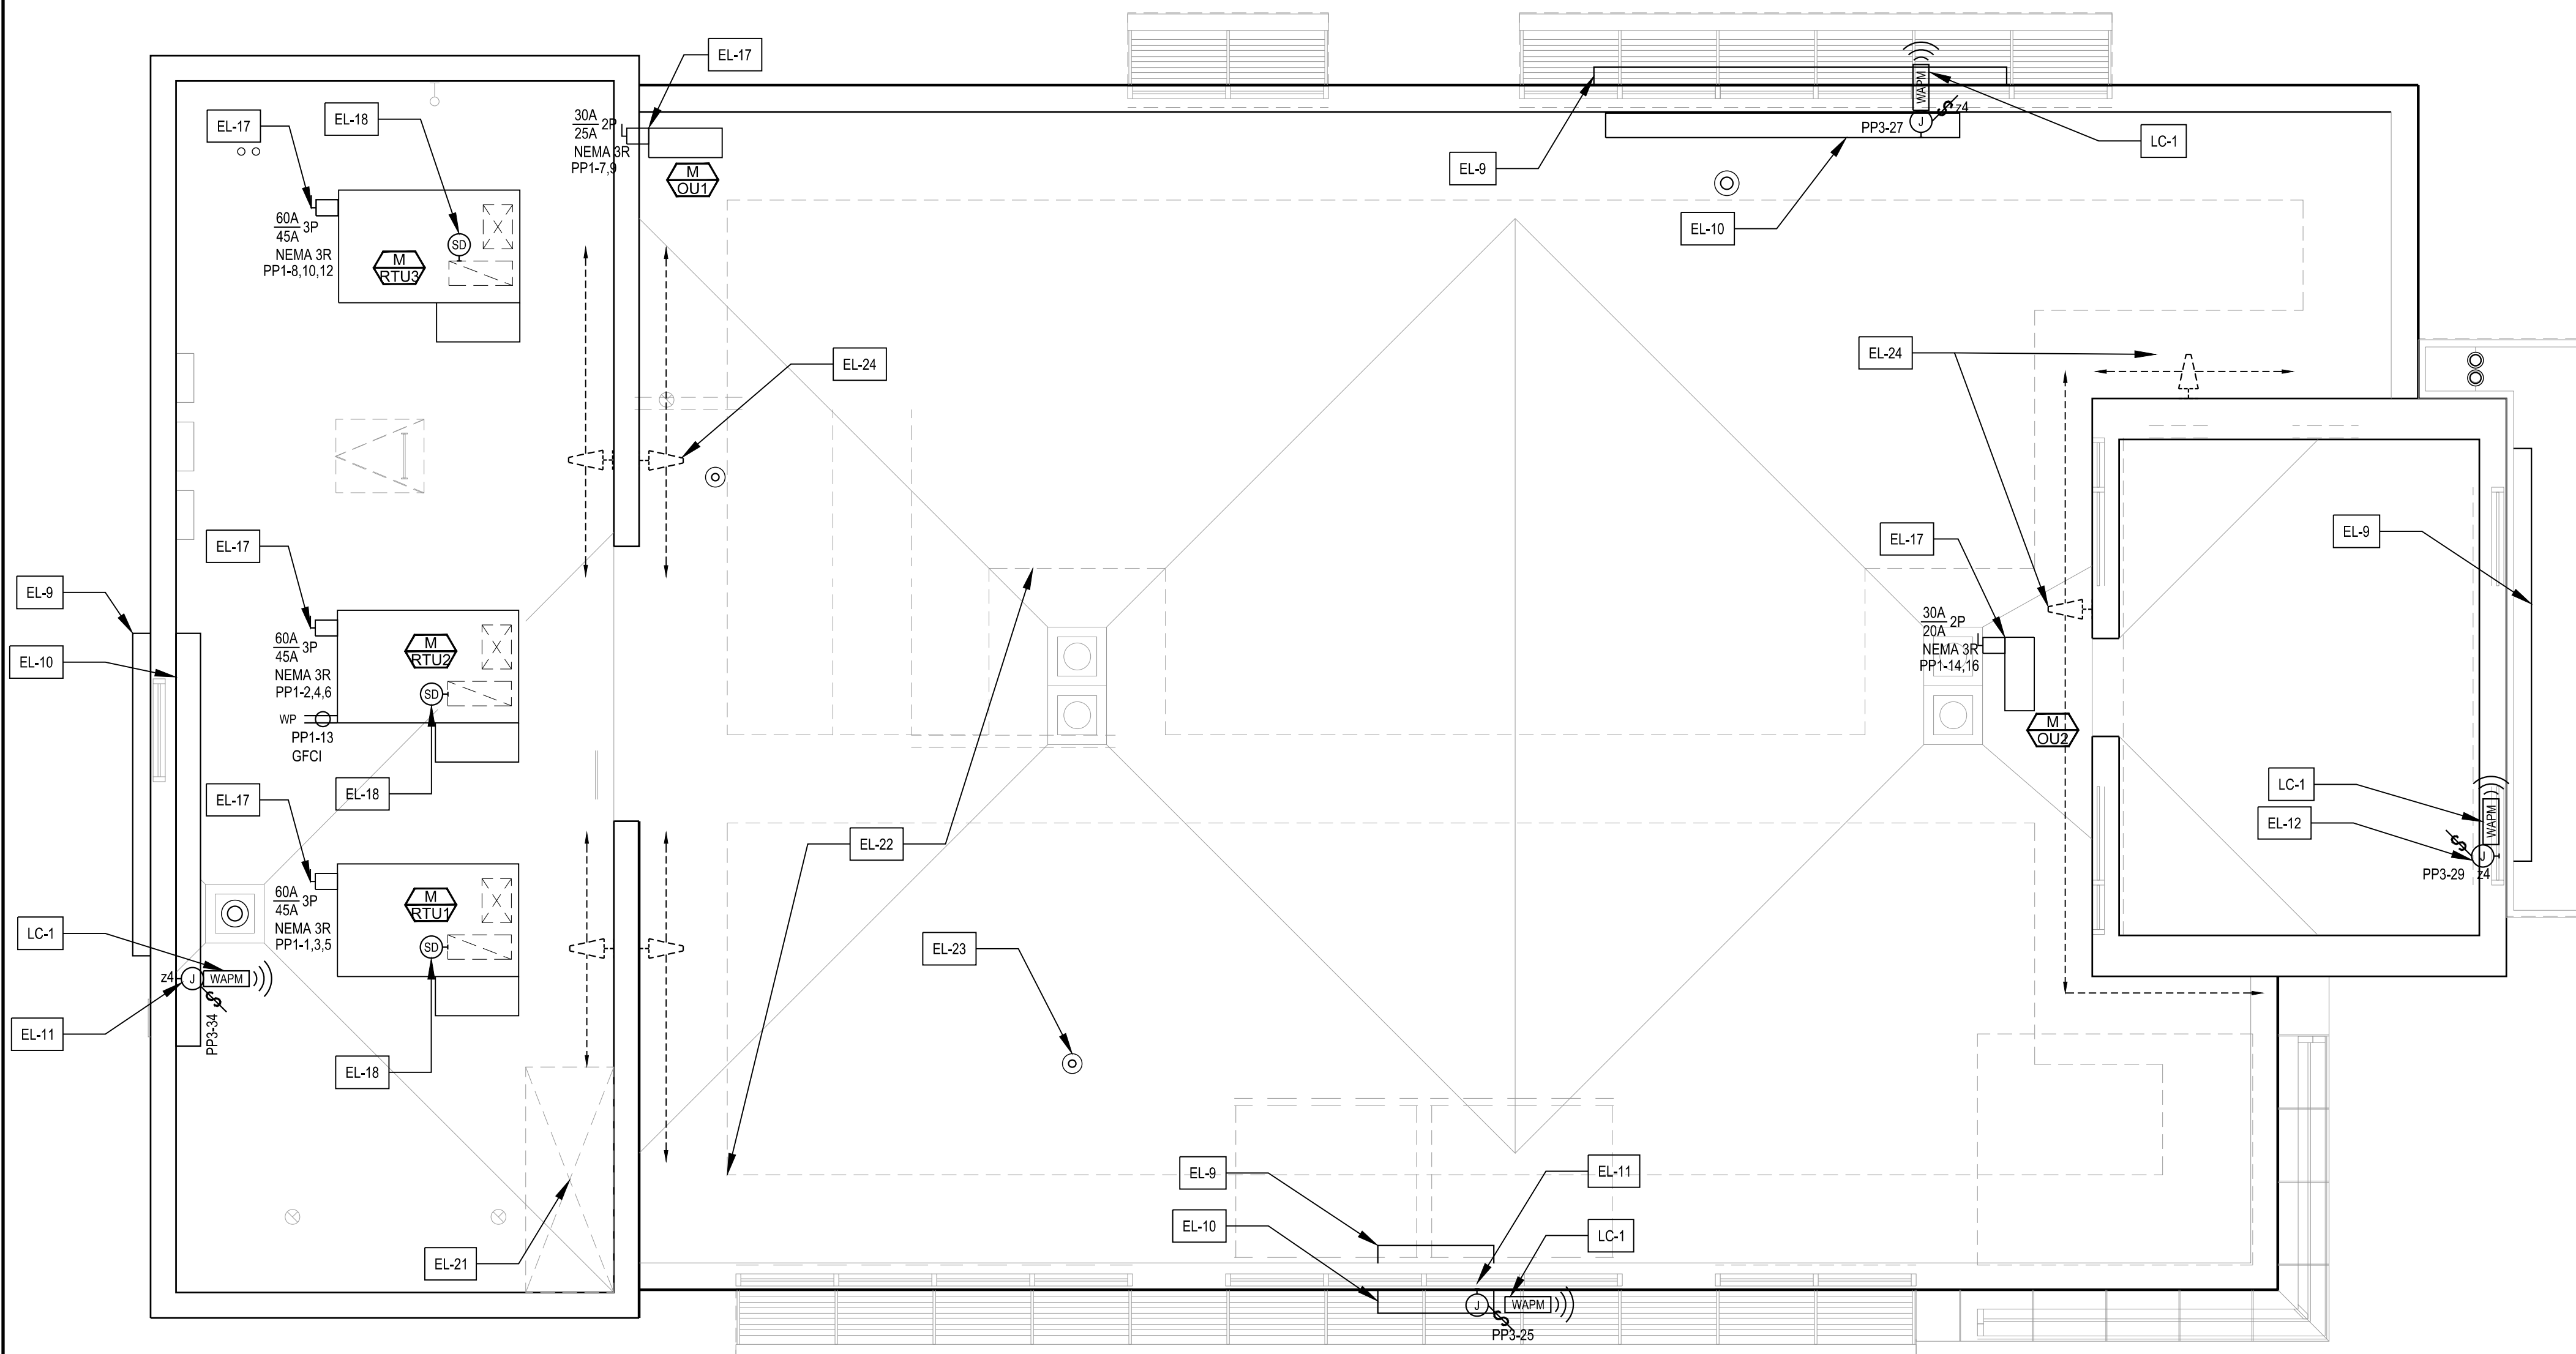 EL-17
WAPM
EL-17
EL-18
30A
25A 2P
NEMA 3R
PP1-7,9
M
OU1
PP3-27
J
$
z4
LC-1
EL-9
EL-10
60A
45A 3P
NEMA 3R
PP1-8,10,12
SD
X
M
RTU3
EL-24
EL-24
EL-17
EL-17
EL-9
EL-9
EL-10
60A
45A 3P
NEMA 3R
PP1-2,4,6
M
RTU2
X
SD
WP
PP1-13
GFCI
30A
20A 2P
NEMA 3R
PP1-14,16
M
OU2
EL-17
EL-18
EL-22
LC-1
EL-12
WAPM
$
J
PP3-29
z4
60A
45A 3P
NEMA 3R
PP1-1,3,5
M
RTU1
X
SD
LC-1
EL-23
z4
J
WAPM
$
EL-11
PP3-34
EL-18
EL-21
EL-9
EL-11
EL-10
LC-1
J
WAPM
$
PP3-25